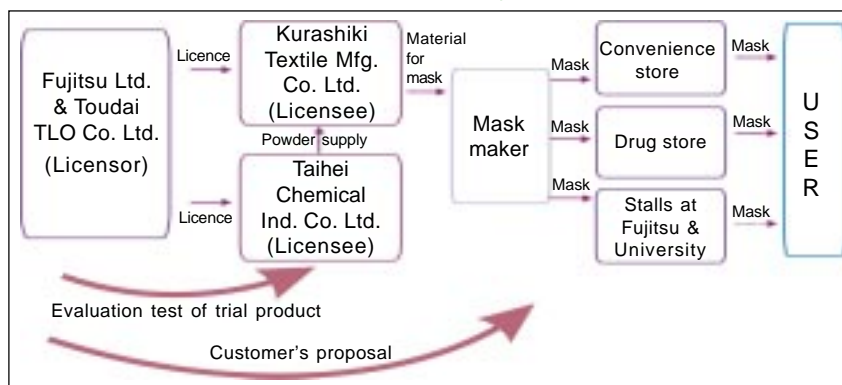 Fujitsu Ltd.
& Toudai
TLO Co. Ltd.
(Licensor)
Licence
Licence
Kurashiki
Textile Mfg.
Co. Ltd.
(Licensee)
Powder supply
Taihei
Chemical
Ind. Co. Ltd.
(Licensee)
Material
for
mask
Mask
maker
Mask
Mask
Mask
Convenience
store
Drug store
Stalls at
Fujitsu &
University
Mask
Mask
Mask
U
S
E
R
Evaluation test of trial product
Customer's proposal